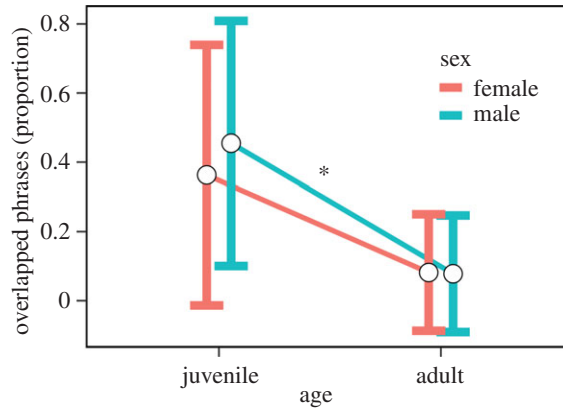 0.8
0.6
0.4
0.2
0
overlapped phrases (proportion)
sex
female
male
*
juvenile
adult
age